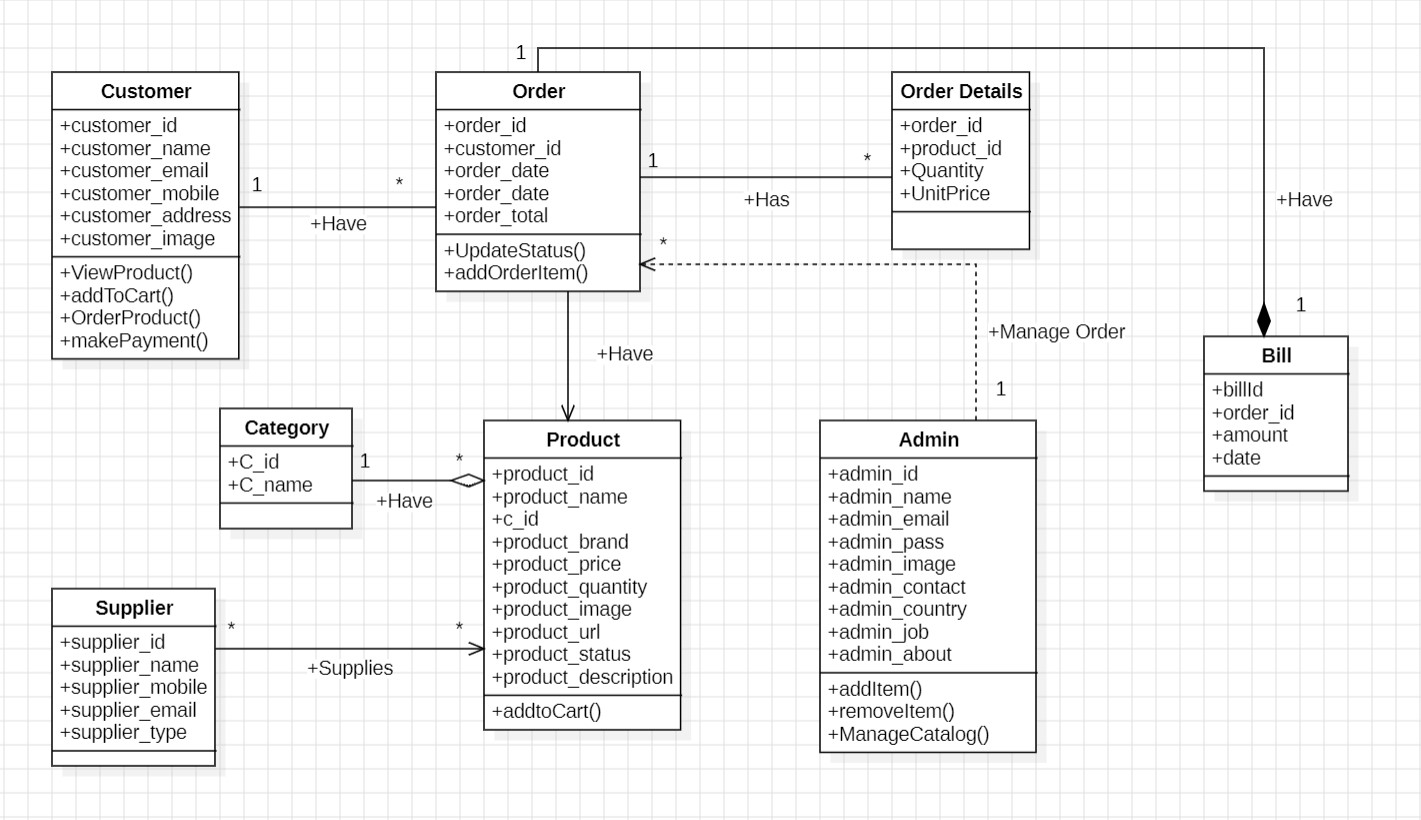 1
Customer
+customer_id
+customer_name
+customer_email
+customer_mobile
+customer_address
+customer_image
+ViewProduct()
+addToCart()
+OrderProduct()
+makePayment()
1
*
+Have
Order
+order_id
+customer_id
+order_date
+order_date
+order_total
+UpdateStatus()
+addOrderItem()
1
*
+Has
Order Details
+order_id
+product_id
+Quantity
+UnitPrice
+Have
*
+Manage Order
1
1
Bill
+billId
+order_id
+amount
+date
+Have
Category
+C_id
+C_name
1
*
+Have
Product
+product_id
+product_name
+c_id
+product_brand
+product_price
+product_quantity
+product_image
+product_url
+product_status
+product_description
+addtoCart()
Admin
+admin_id
+admin_name
+admin_email
+admin_pass
+admin_image
+admin_contact
+admin_country
+admin_job
+admin_about
+addItem()
+removeItem()
+ManageCatalog()
Supplier
+supplier_id
+supplier_name
+supplier_mobile
+supplier_email
+supplier_type
*
*
+Supplies